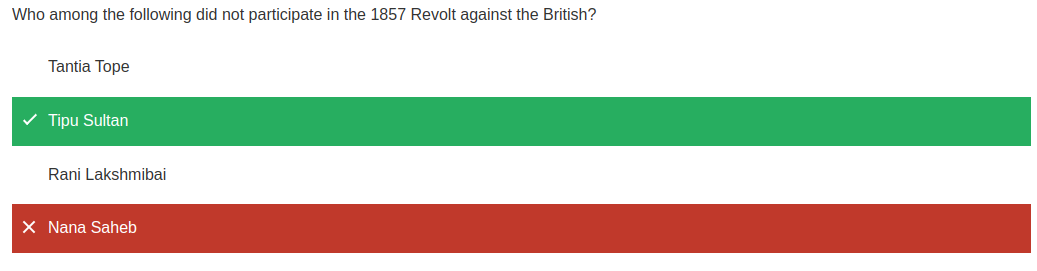 Who among the following did not participate in the 1857 Revolt against the British?
Tantia Tope
Tipu Sultan
Rani Lakshmibai
Nana Saheb